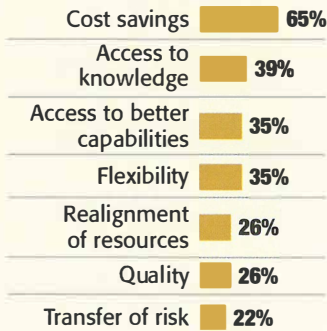 Cost savings 65%
Access to
knowledge 39%
Access to better
capabilities 35%
Flexibility 35%
Realignment
of resources 26%
Quality 26%
Transfer of risk 22%